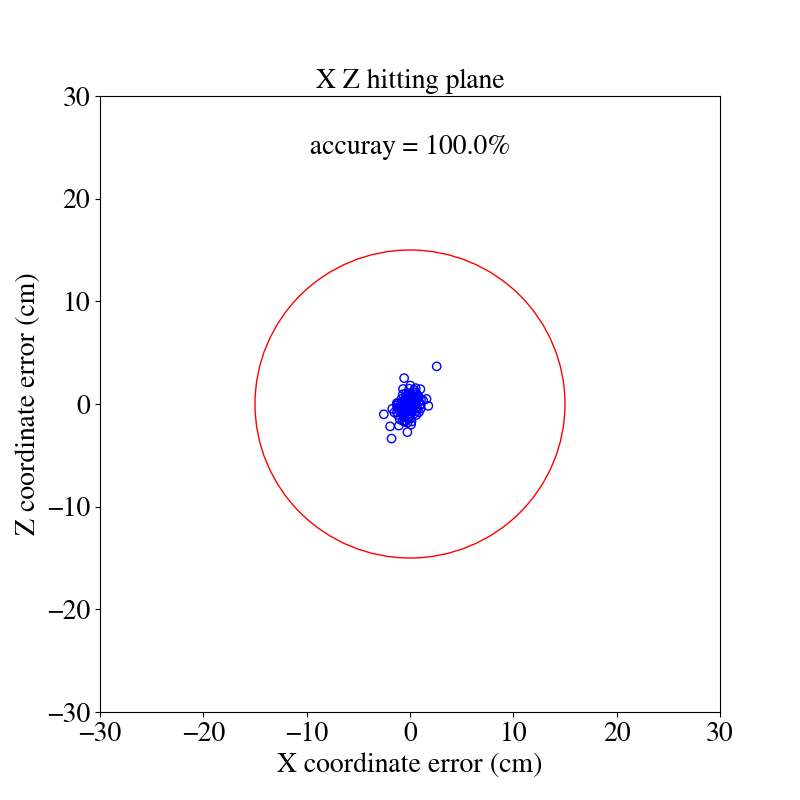 X Z hitting plane
accuray = 100.0%
30
20
10
0
−10
−20
−30
Z coordinate error (cm)
−30 −20 −10 0 10 20 30
X coordinate error (cm)